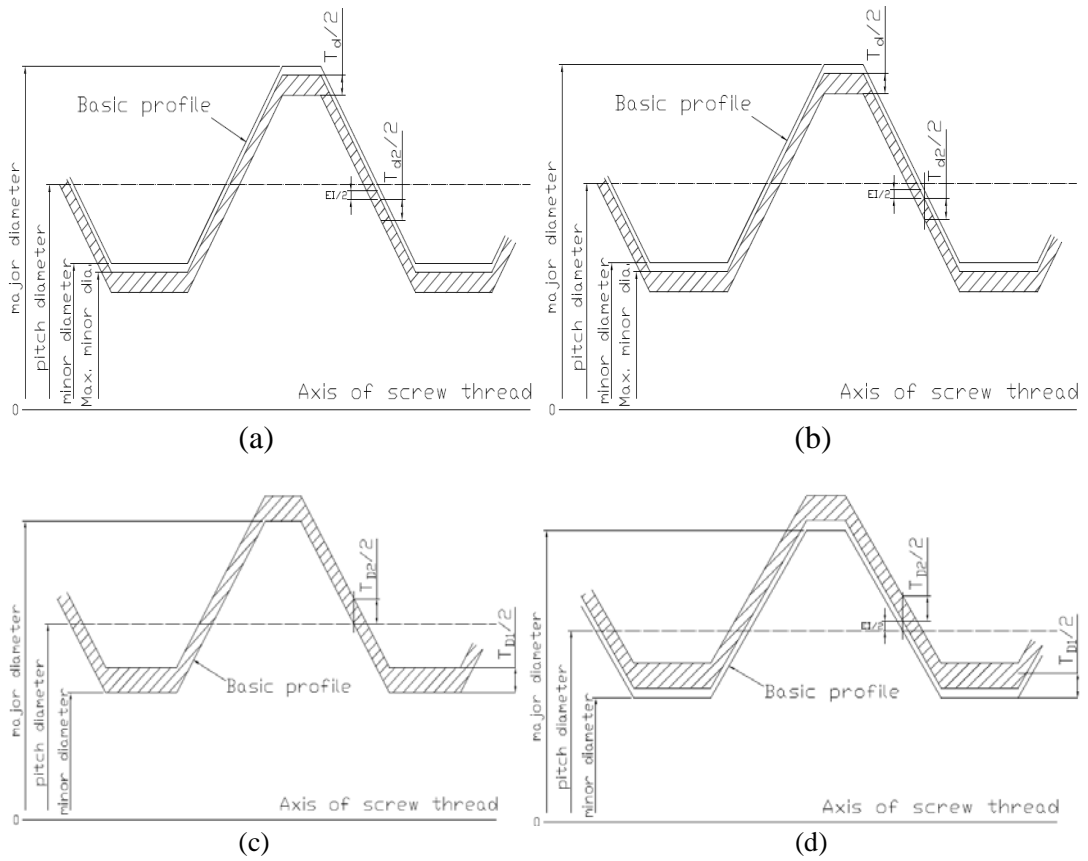 T_d/2
Basic profile
T_d2/2
EI/2
major diameter
pitch diameter
minor diameter
Max. minor dia.
Axis of screw thread
0
(a)
T_d/2
Basic profile
T_d2/2
EI/2
major diameter
pitch diameter
minor diameter
Max. minor dia.
Axis of screw thread
0
(b)
T_D2/2
T_D1/2
Basic profile
major diameter
pitch diameter
minor diameter
Axis of screw thread
0
(c)
T_D2/2
EI/2
T_D1/2
Basic profile
major diameter
pitch diameter
minor diameter
Axis of screw thread
0
(d)